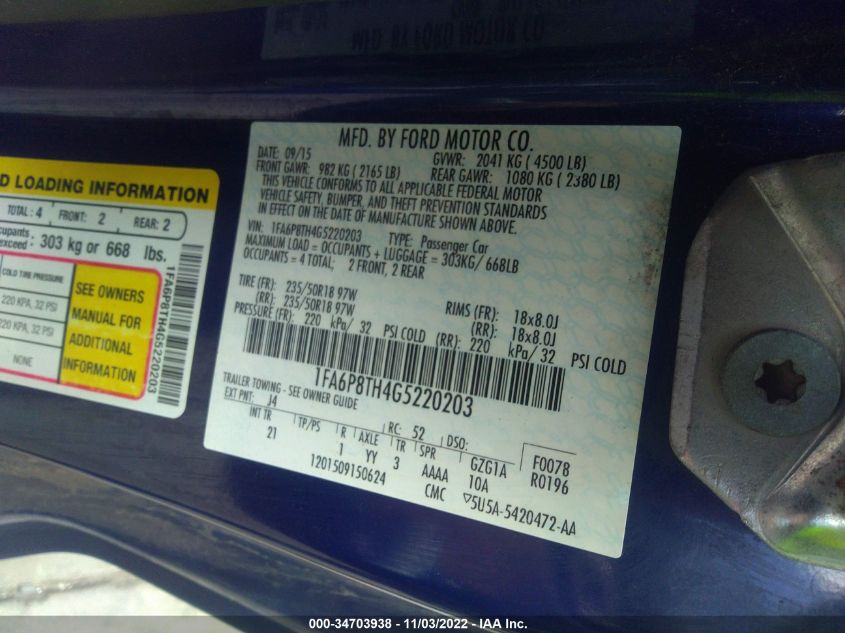 MFD. BY FORD MOTOR CO.
DATE: 09/15 GVWR: 2041 KG ( 4500 LB)
FRONT GAWR: 982 KG ( 2165 LB) REAR GAWR: 1080 KG ( 2380 LB)
THIS VEHICLE CONFORMS TO ALL APPLICABLE FEDERAL MOTOR
VEHICLE SAFETY, BUMPER, AND THEFT PREVENTION STANDARDS
IN EFFECT ON THE DATE OF MANUFACTURE SHOWN ABOVE.
VIN: 1FA6P8TH4G5220203 TYPE: Passenger Car
MAXIMUM LOAD = OCCUPANTS + LUGGAGE = 303KG/ 668LB
OCCUPANTS = 4 TOTAL; 2 FRONT, 2 REAR
TIRE (FR): 235/50R18 97W RIMS (FR): 18x8.0J
(RR): 235/50R18 97W (RR): 18x8.0J
PRESSURE (FR): 220 kPa/ 32 PSI COLD (RR): 220 kPa/ 32 PSI COLD
1FA6P8TH4G5220203
TRAILER TOWING - SEE OWNER GUIDE
EXT PNT: J4 RC: 52 DSO: F0078
INT TR TP/PS R AXLE TR SPR GZG1A R0196
21 1 YY 3 AAAA 10A
1201509150624 CMC ▽5U5A-5420472-AA
D LOADING INFORMATION
TOTAL: 4 FRONT: 2 REAR: 2
ccupants and
exceed: 303 kg or 668 lbs.
COLD TIRE PRESSURE
220 KPA, 32 PSI
220 KPA, 32 PSI
NONE
SEE OWNERS
MANUAL FOR
ADDITIONAL
INFORMATION
1FA6P8TH4G5220203
000-34703938 - 11/03/2022 - IAA Inc.